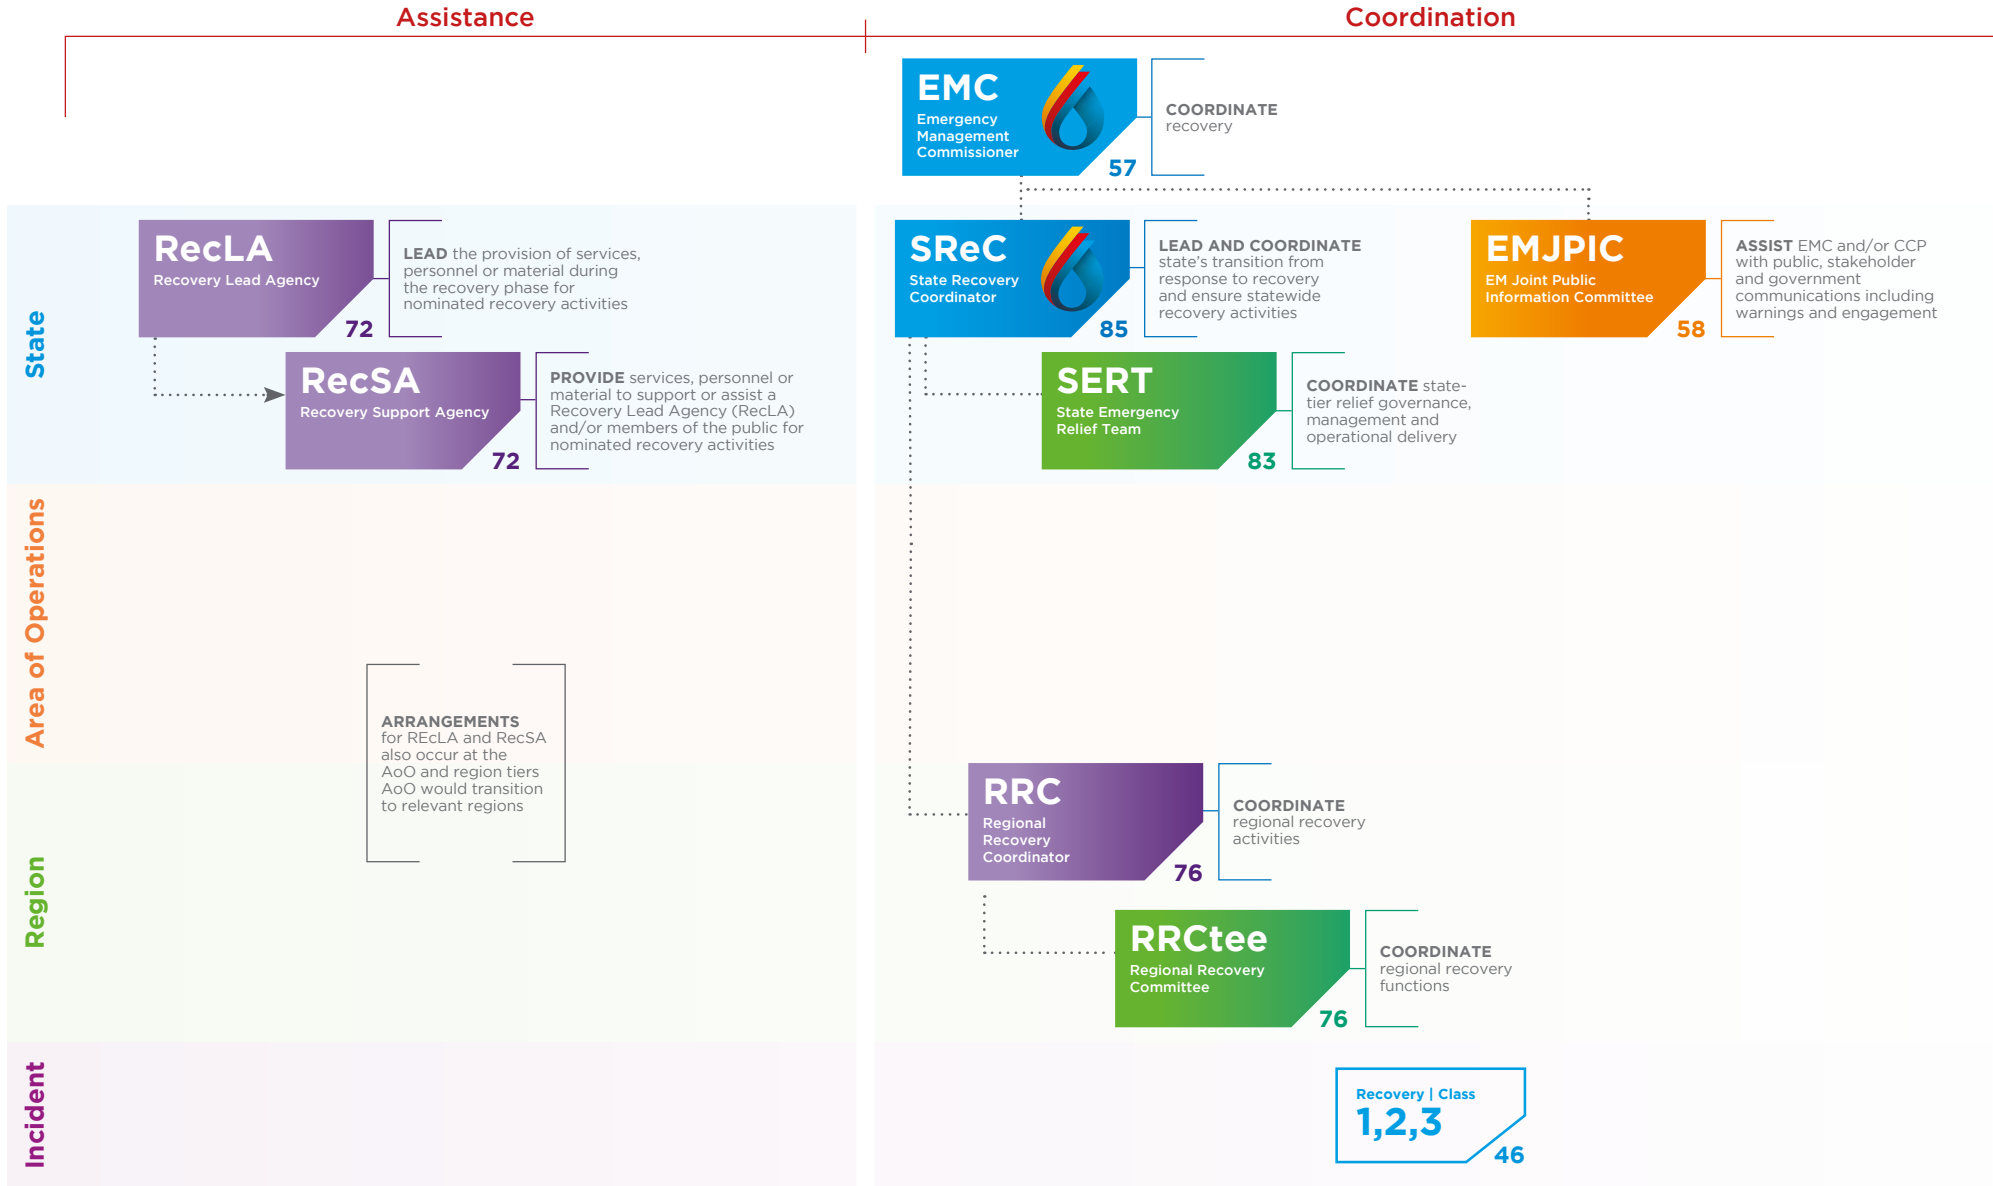 Assistance
Coordination
EMC
Emergency
Management
Commissioner
57
COORDINATE
recovery
State
RecLA
Recovery Lead Agency
72
LEAD the provision of services,
personnel or material during
the recovery phase for
nominated recovery activities
RecSA
Recovery Support Agency
72
PROVIDE services, personnel or
material to support or assist a
Recovery Lead Agency (RecLA)
and/or members of the public for
nominated recovery activities
SReC
State Recovery
Coordinator
85
LEAD AND COORDINATE
state's transition from
response to recovery
and ensure statewide
recovery activities
EMJPIC
EM Joint Public
Information Committee
58
ASSIST EMC and/or CCP
with public, stakeholder
and government
communications including
warnings and engagement
SERT
State Emergency
Relief Team
83
COORDINATE state-
tier relief governance,
management and
operational delivery
Area of Operations
ARRANGEMENTS
for REcLA and RecSA
also occur at the
AoO and region tiers
AoO would transition
to relevant regions
Region
RRC
Regional
Recovery
Coordinator
76
COORDINATE
regional recovery
activities
RRCtee
Regional Recovery
Committee
76
COORDINATE
regional recovery
functions
Incident
Recovery | Class
1,2,3
46